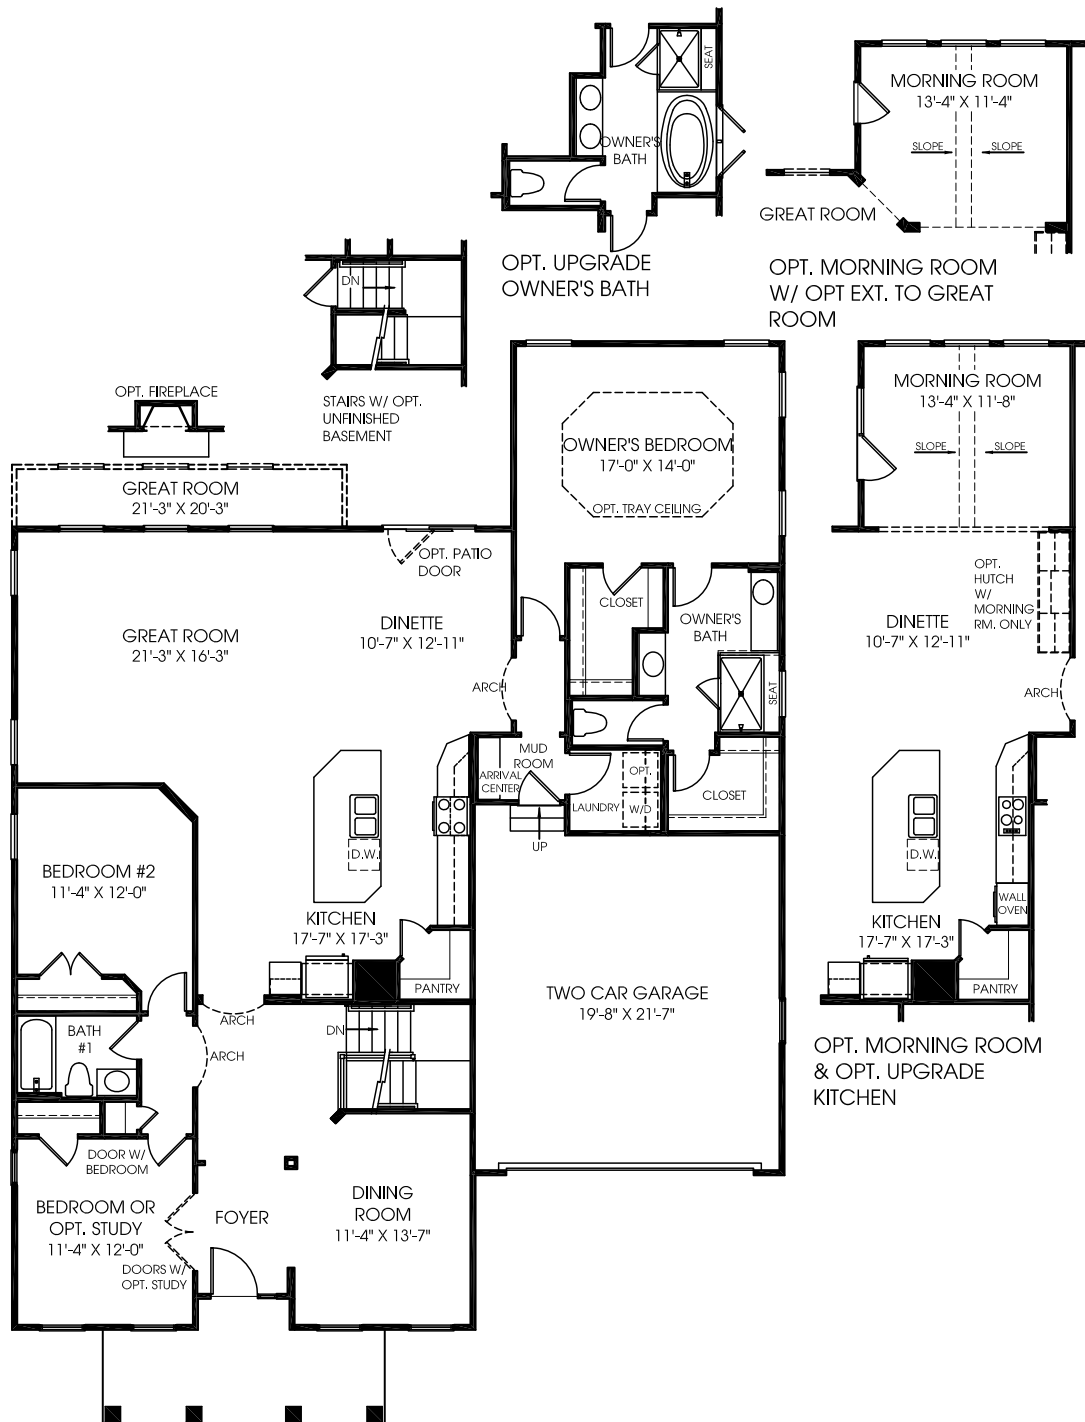 SEAT
OWNER'S
BATH
OPT. UPGRADE
OWNER'S BATH
MORNING ROOM
13'-4" X 11'-4"
SLOPE
SLOPE
GREAT ROOM
OPT. MORNING ROOM
W/ OPT EXT. TO GREAT
ROOM
DN
STAIRS W/ OPT.
UNFINISHED
BASEMENT
OPT. FIREPLACE
GREAT ROOM
21'-3" X 20'-3"
OPT. PATIO
DOOR
GREAT ROOM
21'-3" X 16'-3"
DINETTE
10'-7" X 12'-11"
ARCH
OWNER'S BEDROOM
17'-0" X 14'-0"
OPT. TRAY CEILING
CLOSET
OWNER'S
BATH
SEAT
MUD
ROOM
ARRIVAL
CENTER
LAUNDRY
OPT.
W/D
CLOSET
UP
D.W.
KITCHEN
17'-7" X 17'-3"
PANTRY
BEDROOM #2
11'-4" X 12'-0"
ARCH
ARCH
BATH
#1
DN
TWO CAR GARAGE
19'-8" X 21'-7"
DOOR W/
BEDROOM
BEDROOM OR
OPT. STUDY
11'-4" X 12'-0"
DOORS W/
OPT. STUDY
FOYER
DINING
ROOM
11'-4" X 13'-7"
MORNING ROOM
13'-4" X 11'-8"
SLOPE
SLOPE
OPT.
HUTCH
W/
MORNING
RM. ONLY
DINETTE
10'-7" X 12'-11"
ARCH
D.W.
WALL
OVEN
KITCHEN
17'-7" X 17'-3"
PANTRY
OPT. MORNING ROOM
& OPT. UPGRADE
KITCHEN